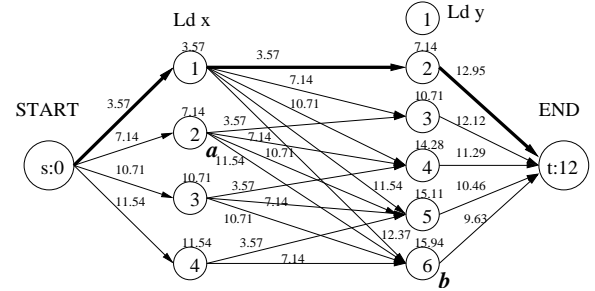 1 Ld y
Ld x
3.57 3.57 7.14
1 2 12.95
3.57 7.14
10.71 10.71
START 7.14 3.57 3 12.12 END
7.14 2 7.14 14.28
a 10.71 4 11.29
s:0 11.54 t:12
10.71 10.71 3.57 11.54 15.11 10.46
3 7.14 5
11.54 10.71 12.37 15.94 9.63
11.54 3.57
4 7.14 6
b